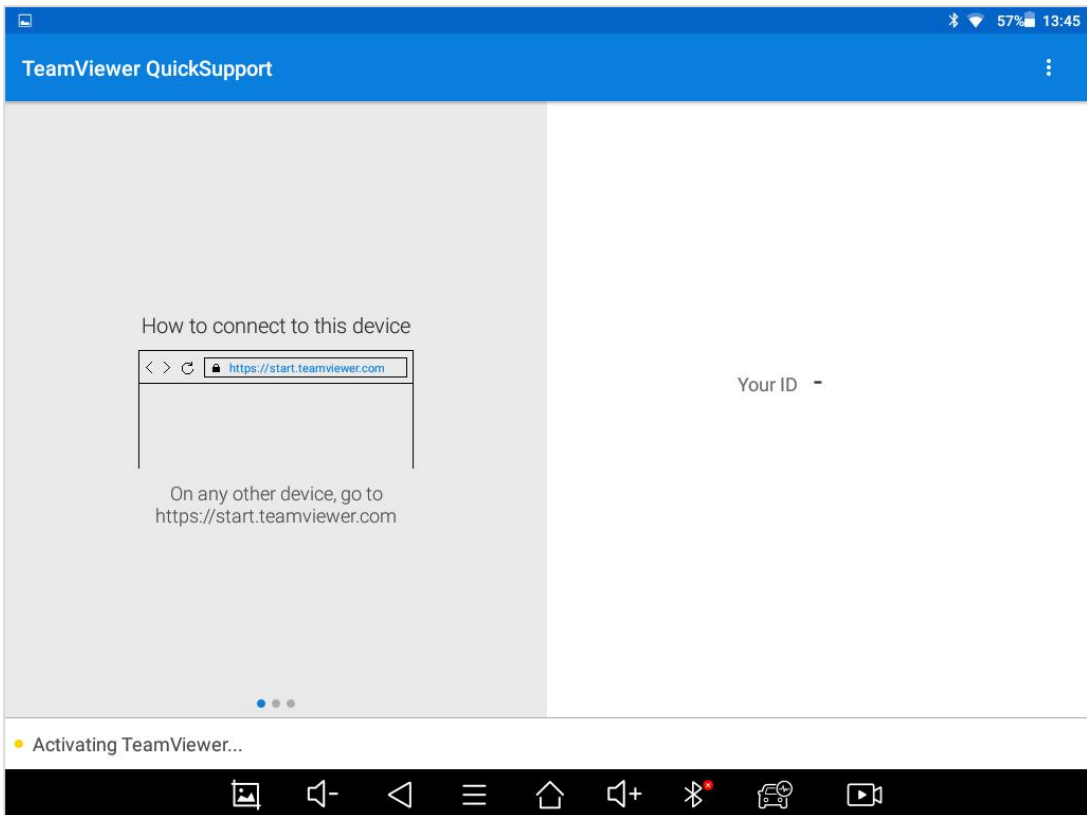 57% 13:45
TeamViewer QuickSupport
How to connect to this device
https://start.teamviewer.com
On any other device, go to
https://start.teamviewer.com
Your ID -
Activating TeamViewer...